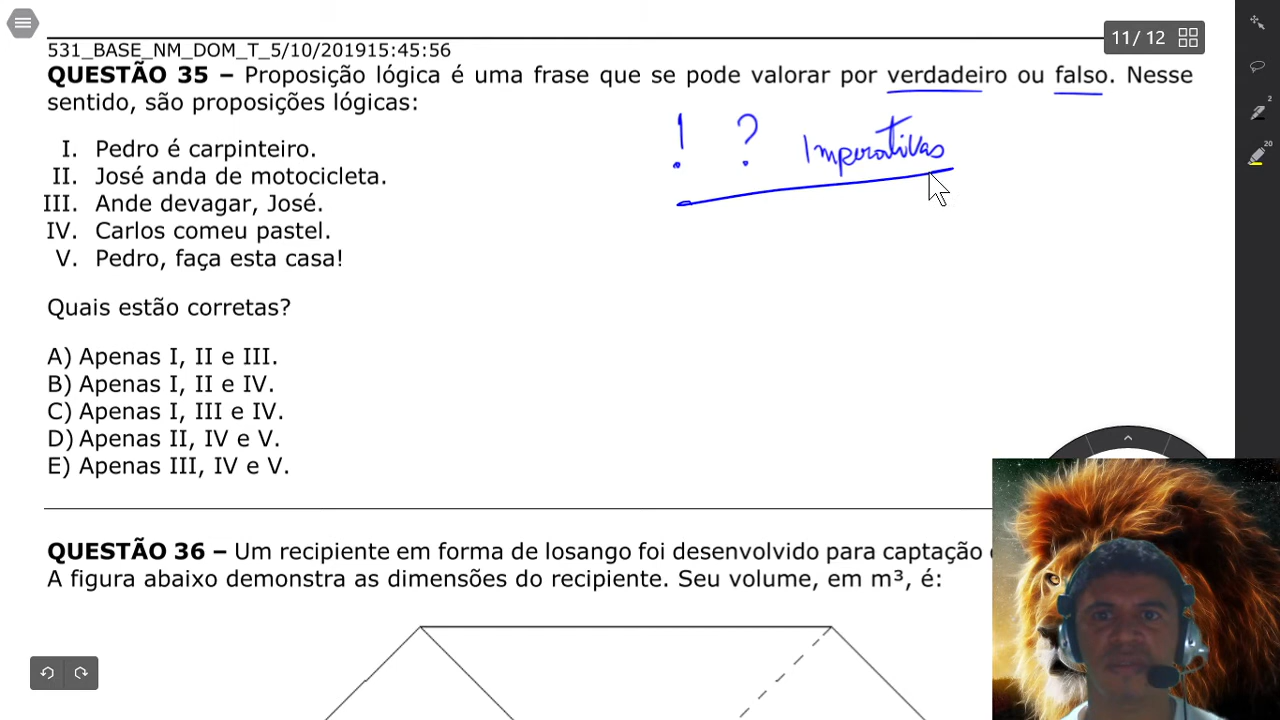 11/ 12
531_BASE_NM_DOM_T_5/10/201915:45:56
QUESTÃO 35 – Proposição lógica é uma frase que se pode valorar por verdadeiro ou falso. Nesse
sentido, são proposições lógicas:
! ? Imperativas
I. Pedro é carpinteiro.
II. José anda de motocicleta.
III. Ande devagar, José.
IV. Carlos comeu pastel.
V. Pedro, faça esta casa!
Quais estão corretas?
A) Apenas I, II e III.
B) Apenas I, II e IV.
C) Apenas I, III e IV.
D) Apenas II, IV e V.
E) Apenas III, IV e V.
QUESTÃO 36 – Um recipiente em forma de losango foi desenvolvido para captação
A figura abaixo demonstra as dimensões do recipiente. Seu volume, em m³, é:
2
20